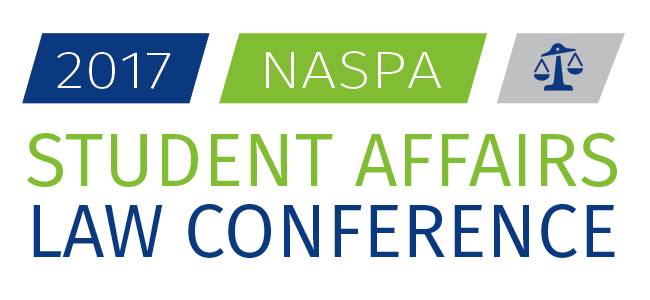 2017 NASPA
STUDENT AFFAIRS
LAW CONFERENCE